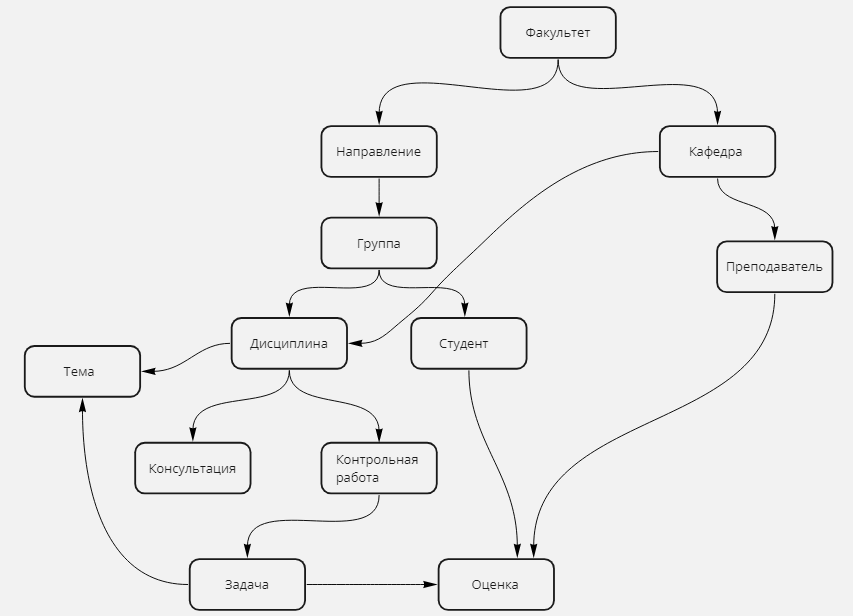 Факультет
Направление
Кафедра
Группа
Преподаватель
Дисциплина
Студент
Тема
Консультация
Контрольная
работа
Задача
Оценка